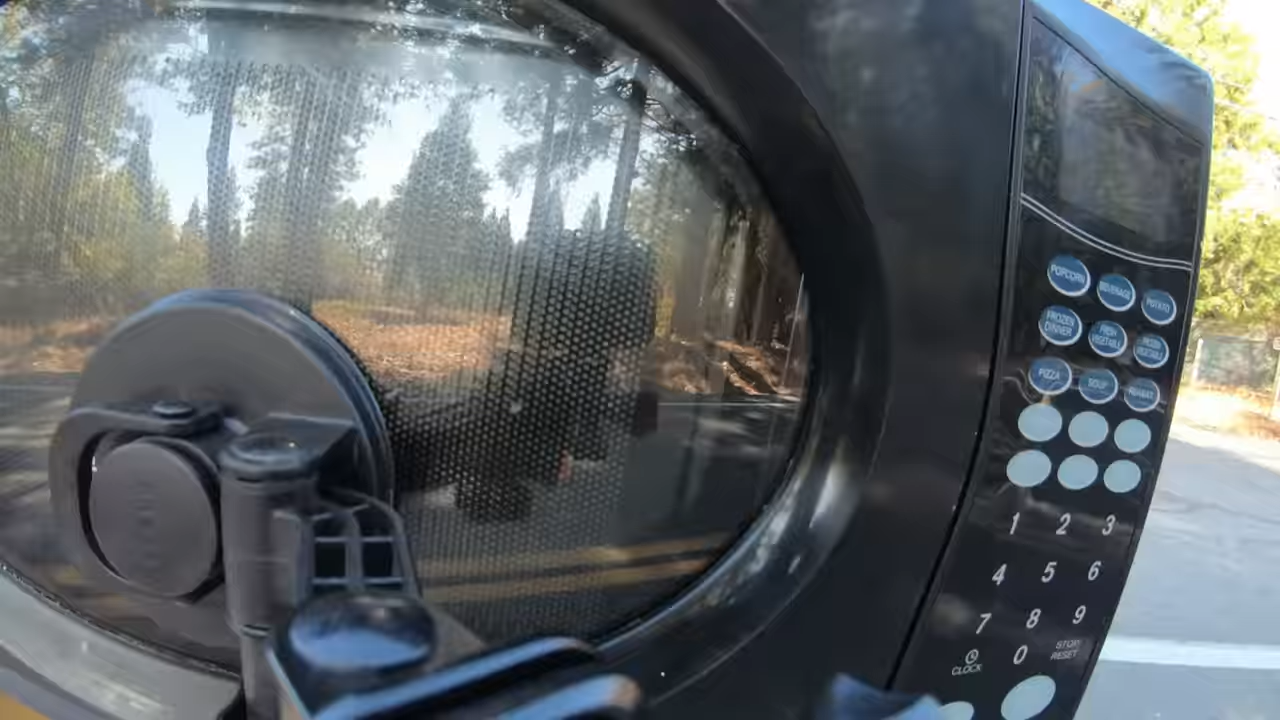 POPCORN BEVERAGE POTATO
FROZEN DINNER FRESH VEGETABLE FROZEN VEGETABLE
PIZZA SOUP REHEAT
1 2 3
4 5 6
7 8 9
CLOCK 0 STOP/RESET